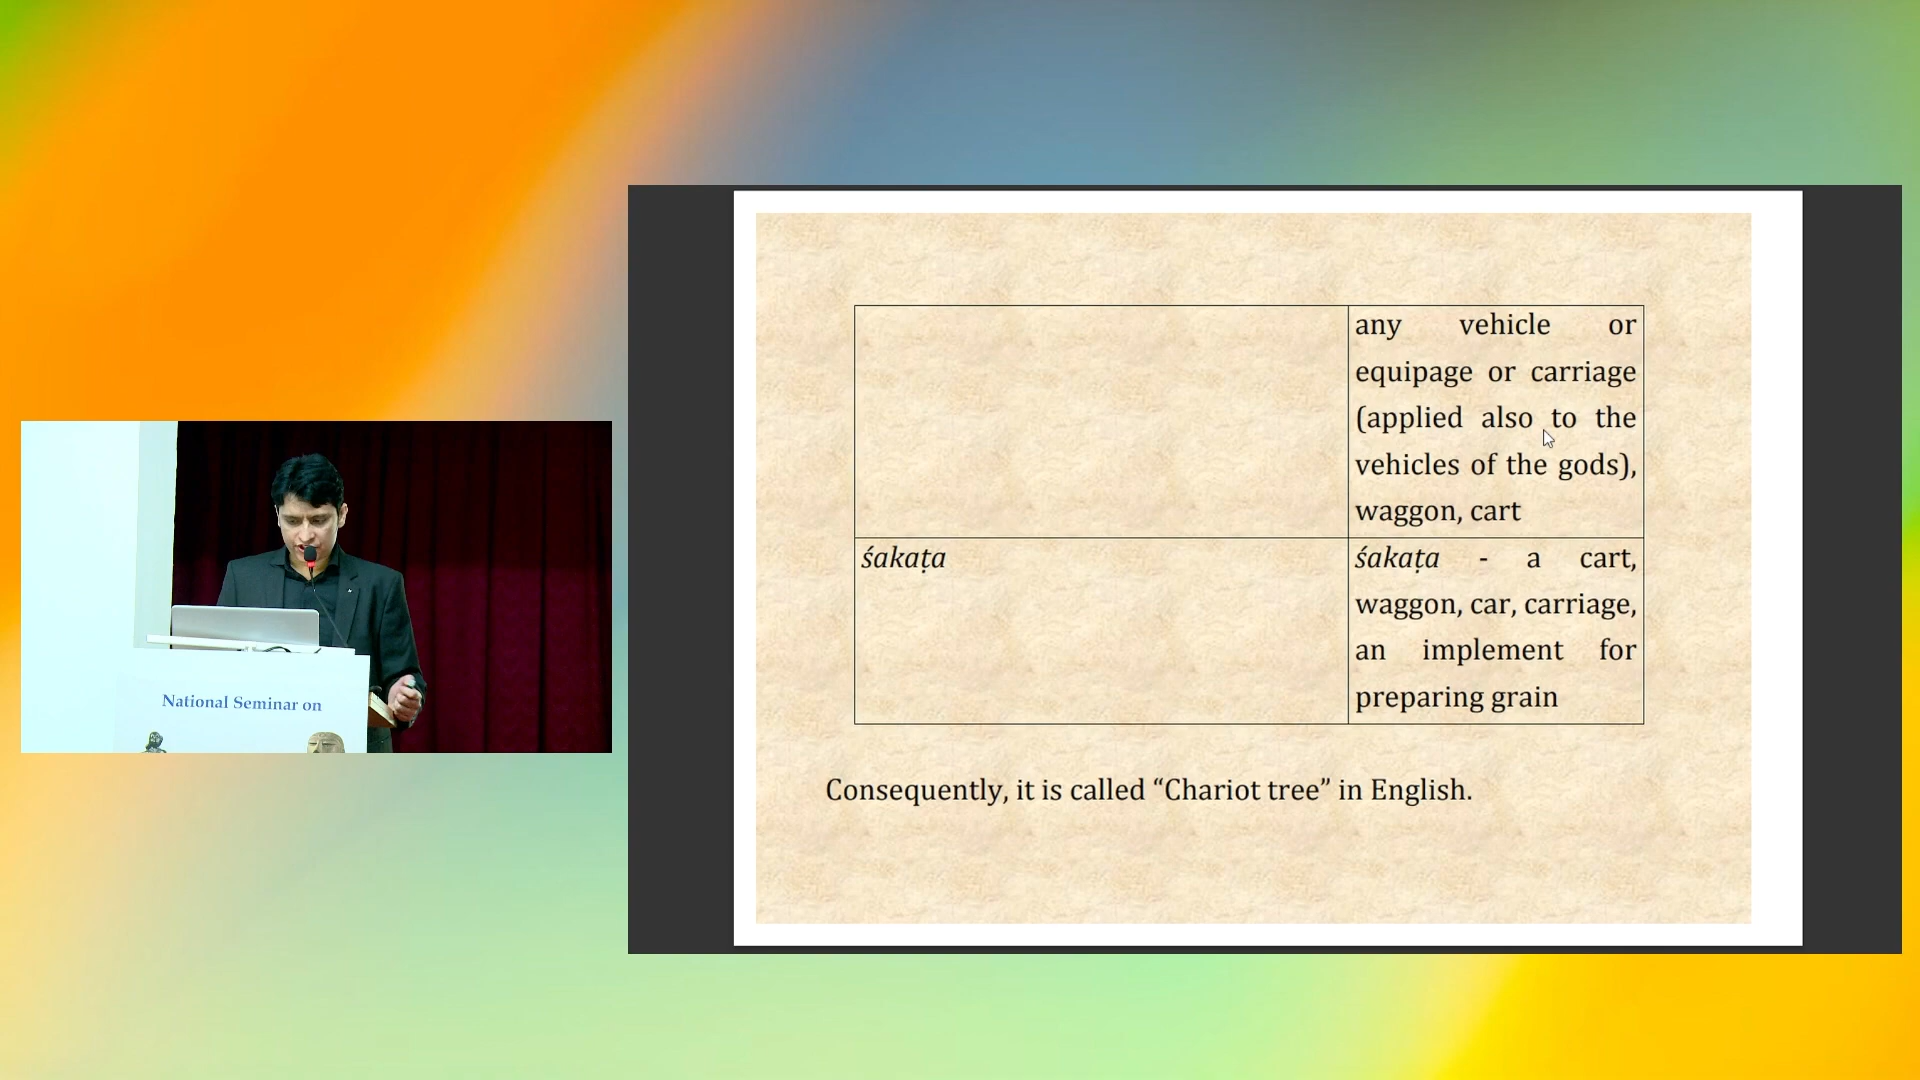 National Seminar on
any vehicle or
equipage or carriage
(applied also to the
vehicles of the gods),
waggon, cart
śakaṭa
śakaṭa - a cart,
waggon, car, carriage,
an implement for
preparing grain
Consequently, it is called “Chariot tree” in English.